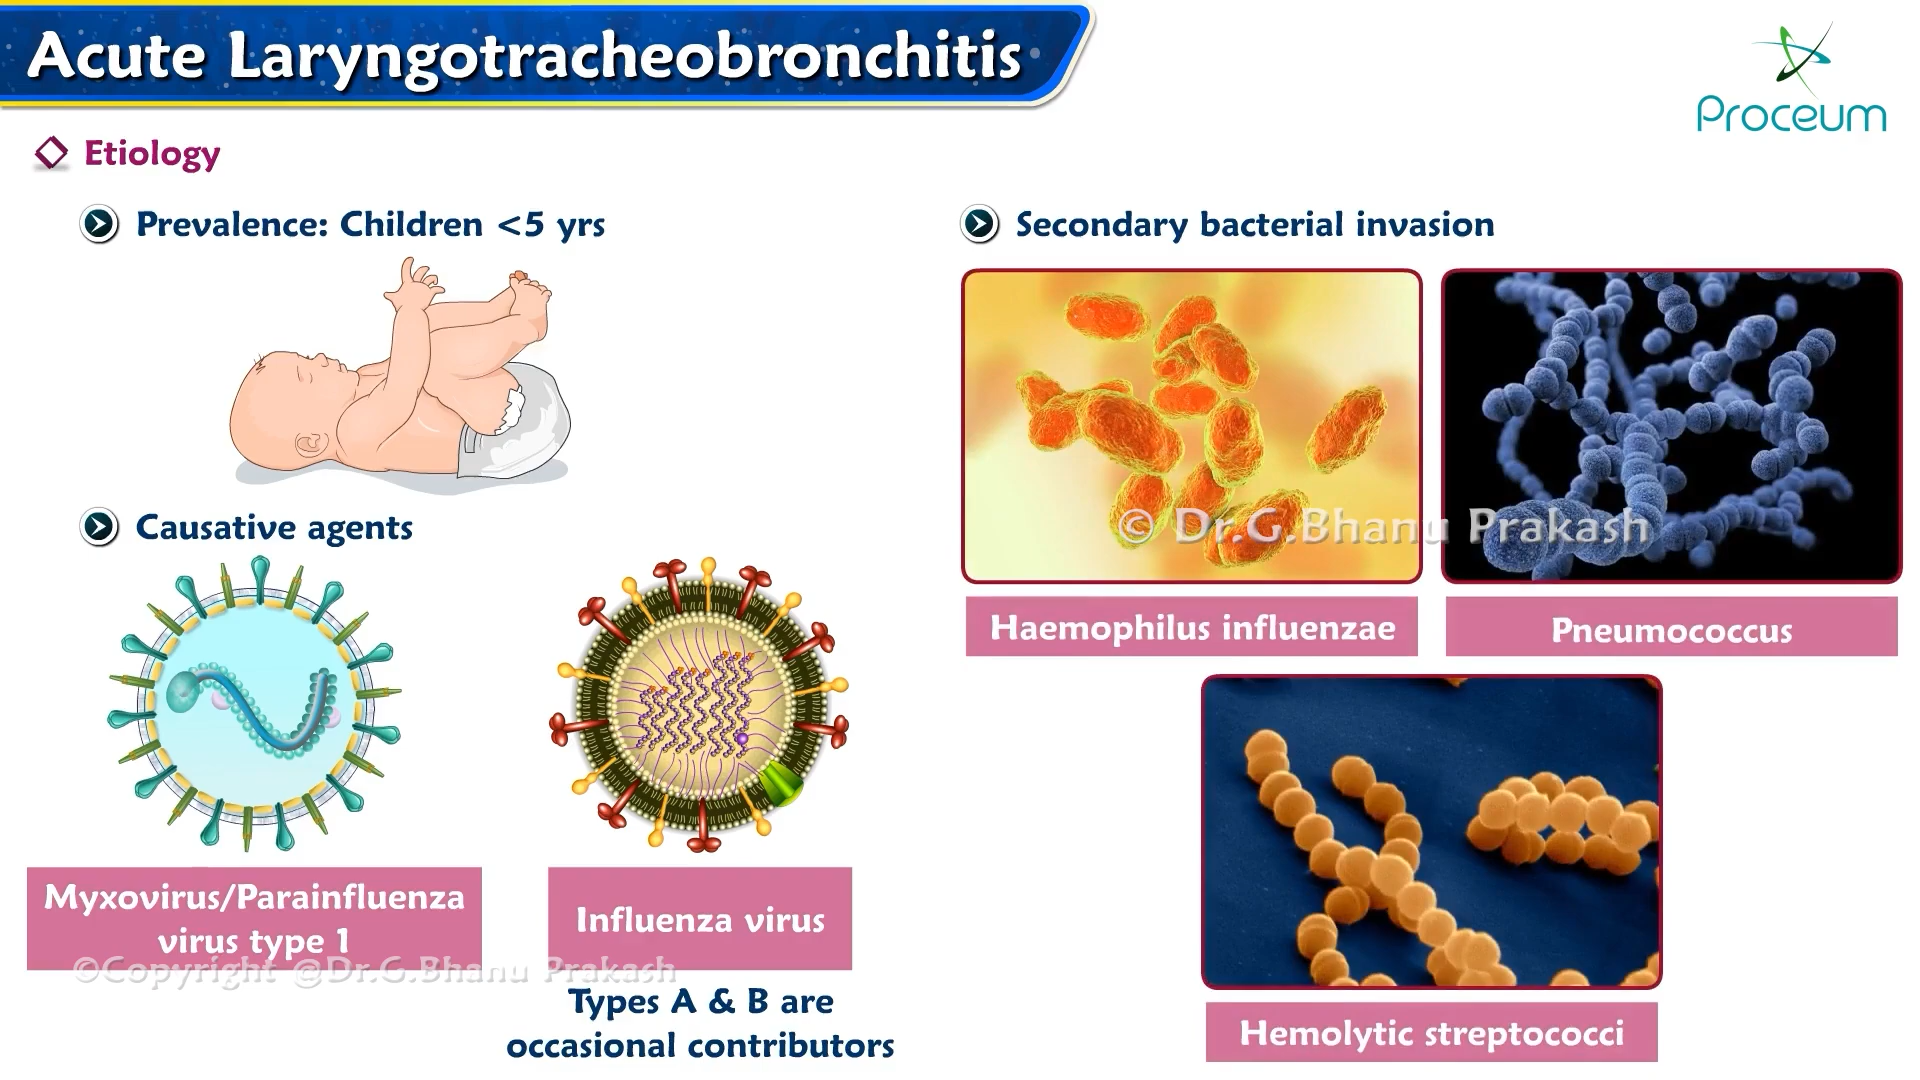 Acute Laryngotracheobronchitis
Proceum
Etiology
Prevalence: Children <5 yrs
Causative agents
Myxovirus/Parainfluenza
virus type 1
Influenza virus
©Copyright @Dr.G.Bhanu Prakash
Types A & B are
occasional contributors
Secondary bacterial invasion
© Dr.G.Bhanu Prakash
Haemophilus influenzae
Pneumococcus
Hemolytic streptococci